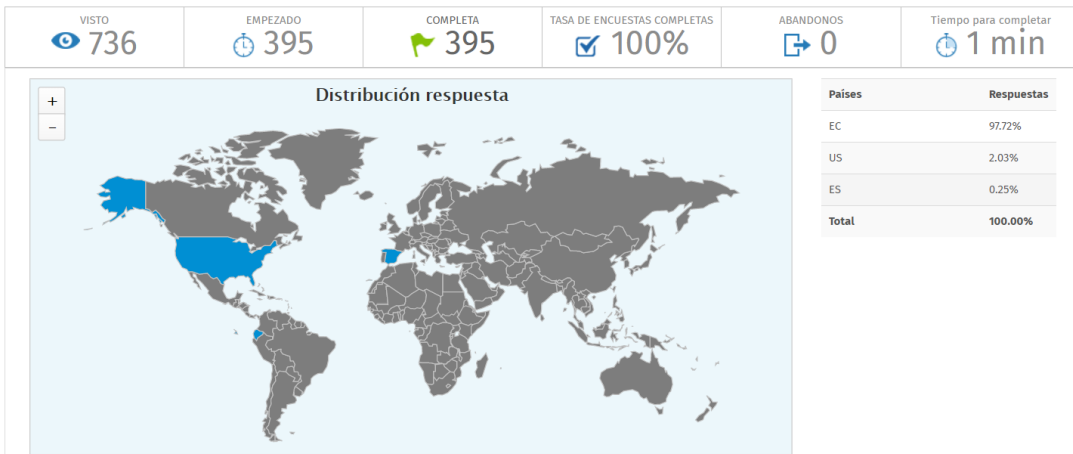 VISTO
736
EMPEZADO
395
COMPLETA
395
TASA DE ENCUESTAS COMPLETAS
100%
ABANDONOS
0
Tiempo para completar
1 min
+
−
Distribución respuesta
Países Respuestas
EC 97.72%
US 2.03%
ES 0.25%
Total 100.00%